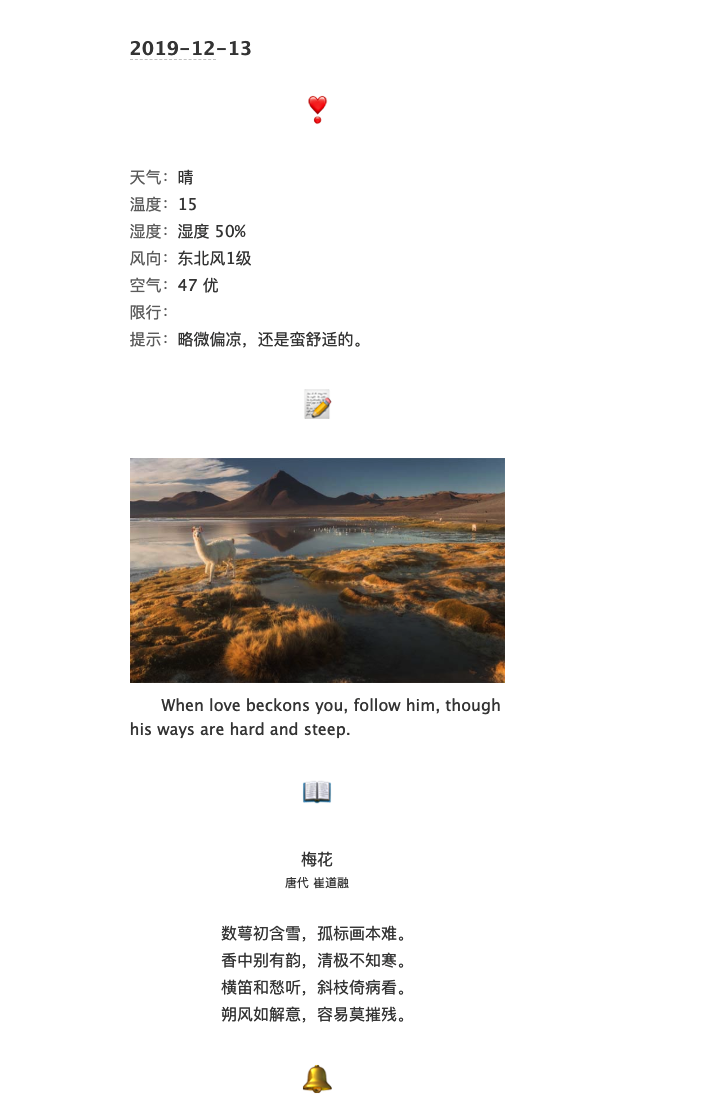 2019-12-13
天气：晴
温度：15
湿度：湿度 50%
风向：东北风1级
空气：47 优
限行：
提示：略微偏凉，还是蛮舒适的。
When love beckons you, follow him, though
his ways are hard and steep.
梅花
唐代 崔道融
数萼初含雪，孤标画本难。
香中别有韵，清极不知寒。
横笛和愁听，斜枝倚病看。
朔风如解意，容易莫摧残。